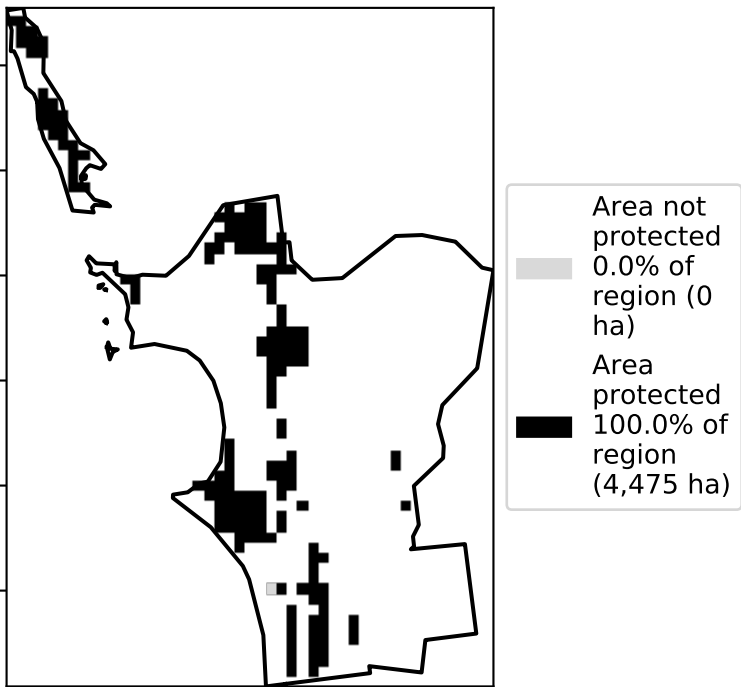 Area not
protected
0.0% of
region (0
ha)
Area
protected
100.0% of
region
(4,475 ha)